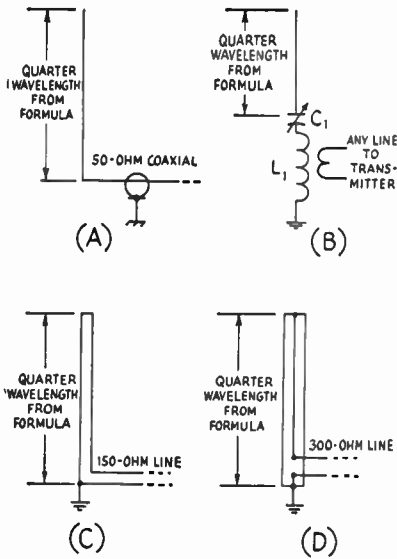 QUARTER
WAVELENGTH
FROM
FORMULA
50-OHM COAXIAL
(A)
QUARTER
WAVELENGTH
FROM
FORMULA
C1
L1
ANY LINE
TO
TRANS-
MITTER
(B)
QUARTER
WAVELENGTH
FROM
FORMULA
150-OHM LINE
(C)
QUARTER
WAVELENGTH
FROM
FORMULA
300-OHM LINE
(D)